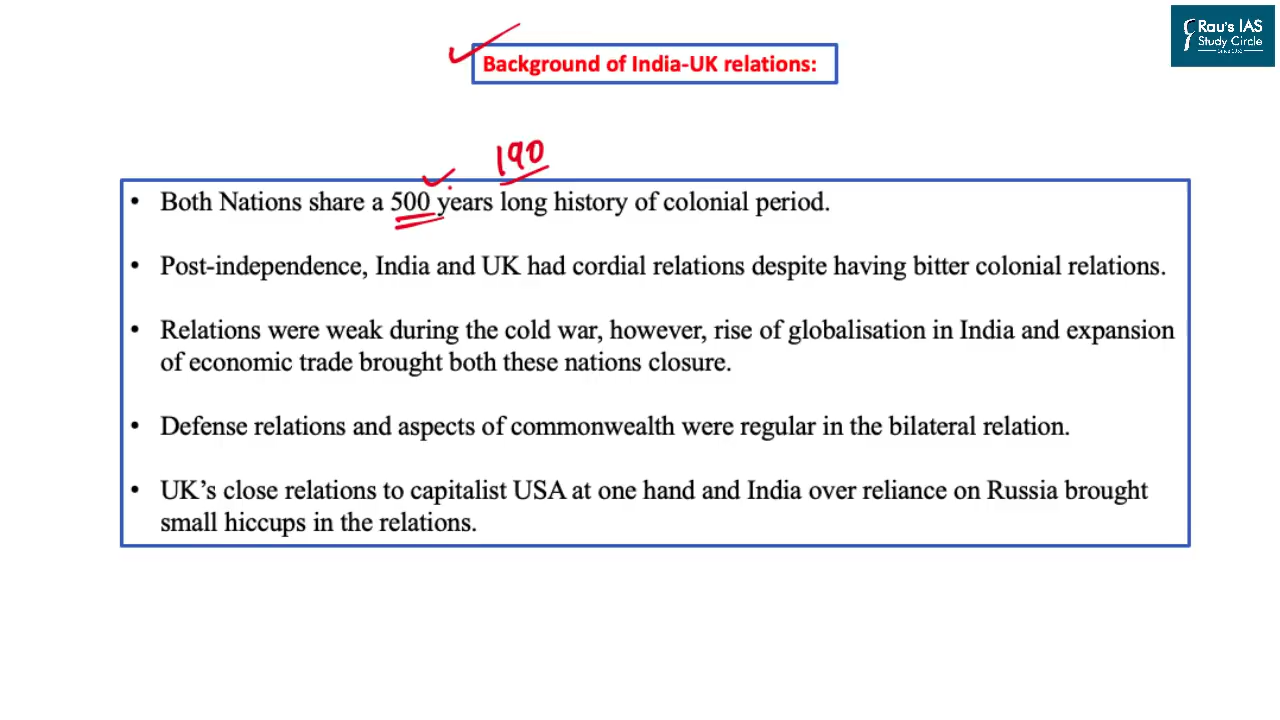 Rau's IAS
Study Circle
Background of India-UK relations:
190
• Both Nations share a 500 years long history of colonial period.
• Post-independence, India and UK had cordial relations despite having bitter colonial relations.
• Relations were weak during the cold war, however, rise of globalisation in India and expansion
of economic trade brought both these nations closure.
• Defense relations and aspects of commonwealth were regular in the bilateral relation.
• UK’s close relations to capitalist USA at one hand and India over reliance on Russia brought
small hiccups in the relations.